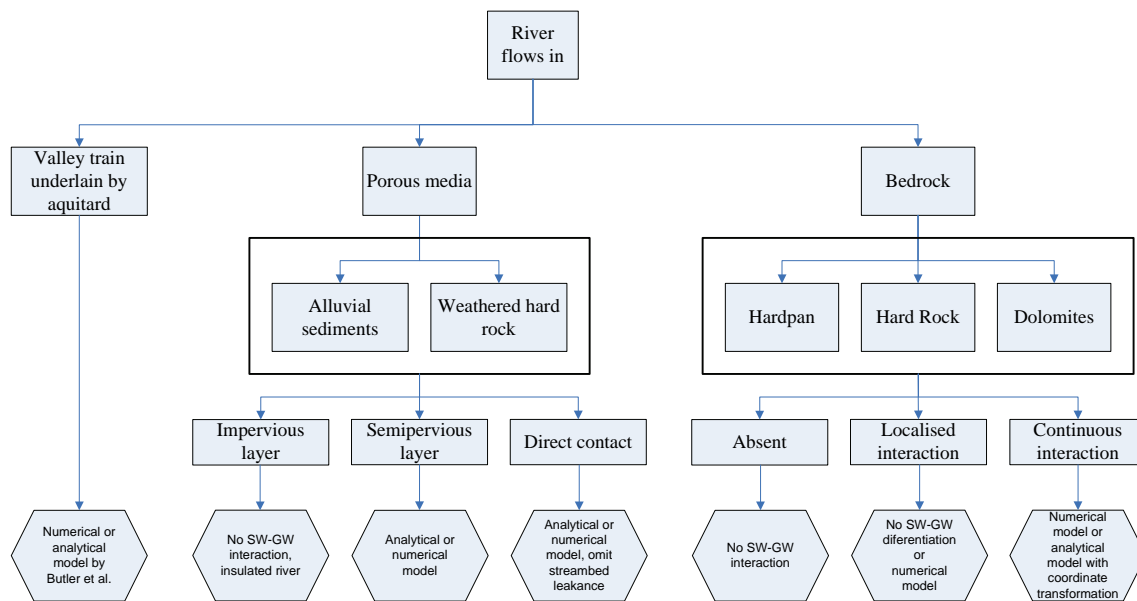 River
flows in
Valley train
underlain by
aquitard
Porous media
Bedrock
Alluvial
sediments
Weathered hard
rock
Hardpan
Hard Rock
Dolomites
Impervious
layer
Semipervious
layer
Direct contact
Absent
Localised
interaction
Continuous
interaction
Numerical or
analytical model by
Butler et al.
No SW-GW
interaction,
insulated river
Analytical or
numerical model
Analytical or
numerical
model, omit
streambed
leakance
No SW-GW
interaction
No SW-GW
diferentiation
or
numerical
model
Numerical
model or
analytical
model with
coordinate
transformation